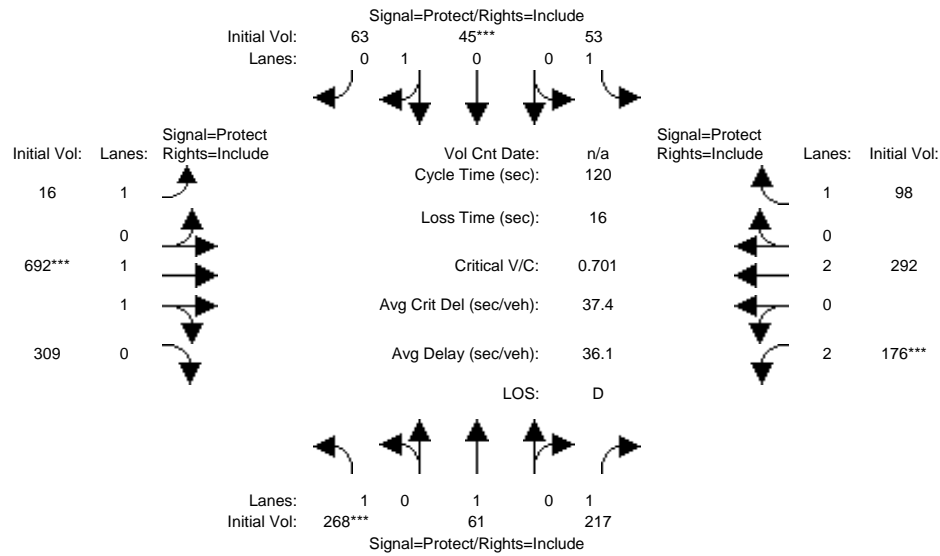 Signal=Protect/Rights=Include
Initial Vol: 63 45*** 53
Lanes: 0 1 0 0 1
Signal=Protect
Rights=Include
Initial Vol: Lanes:
Vol Cnt Date: n/a
Cycle Time (sec): 120
Signal=Protect
Rights=Include
Lanes: Initial Vol:
16 1
1 98
Loss Time (sec): 16
0
0
692*** 1
Critical V/C: 0.701
2 292
1
Avg Crit Del (sec/veh): 37.4
0
309 0
Avg Delay (sec/veh): 36.1
2 176***
LOS: D
Lanes: 1 0 1 0 1
Initial Vol: 268*** 61 217
Signal=Protect/Rights=Include